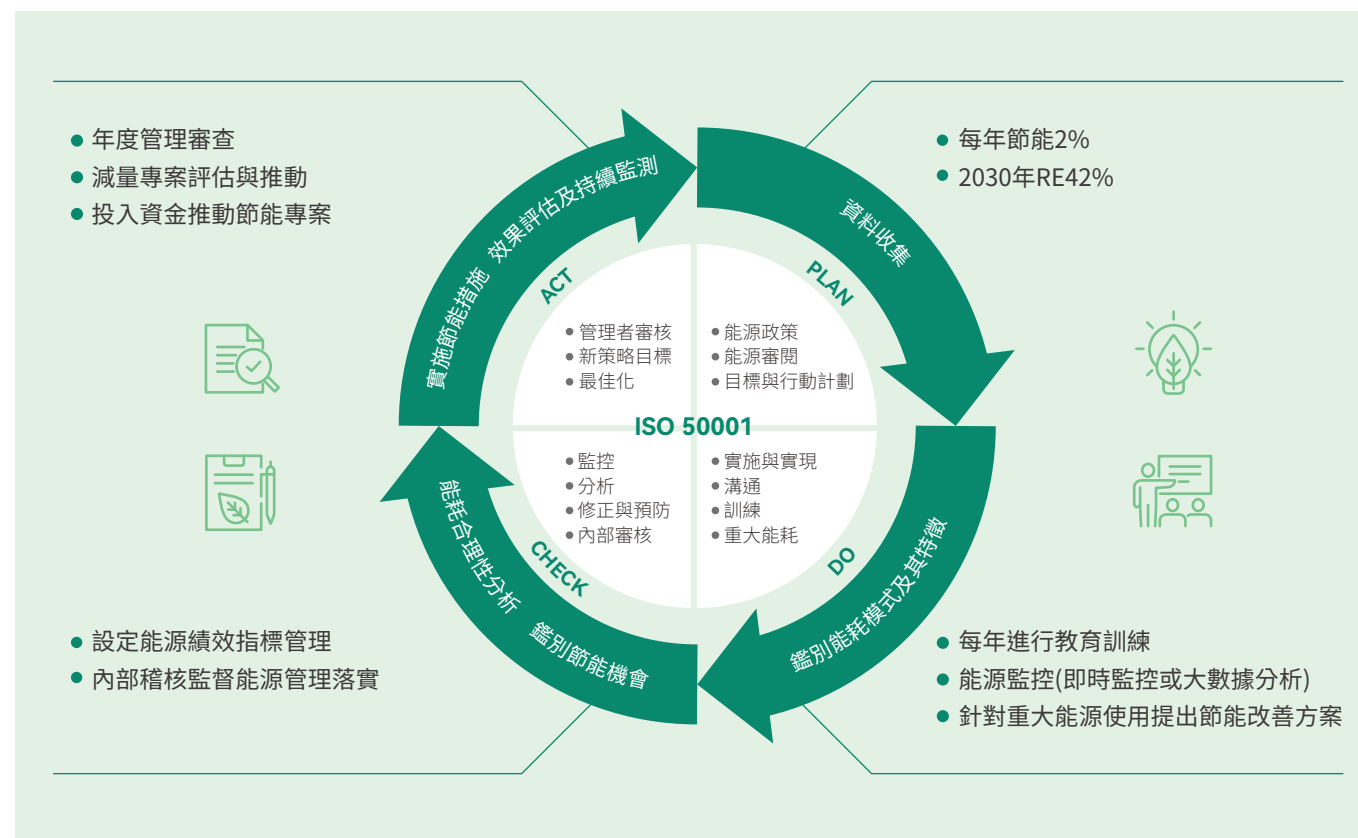 年度管理審查
減量專案評估與推動
投入資金推動節能專案
每年節能2%
2030年RE42%
實施節能措施 效果評估及持續監測
資料收集
ACT
PLAN
管理者審核
新策略目標
最佳化
能源政策
能源審閱
目標與行動計劃
ISO 50001
監控
分析
修正與預防
內部審核
實施與實現
溝通
訓練
重大能耗
CHECK
DO
能耗合理性分析 鑑別節能機會
鑑別能耗模式及其特徵
設定能源績效指標管理
內部稽核監督能源管理落實
每年進行教育訓練
能源監控(即時監控或大數據分析)
針對重大能源使用提出節能改善方案